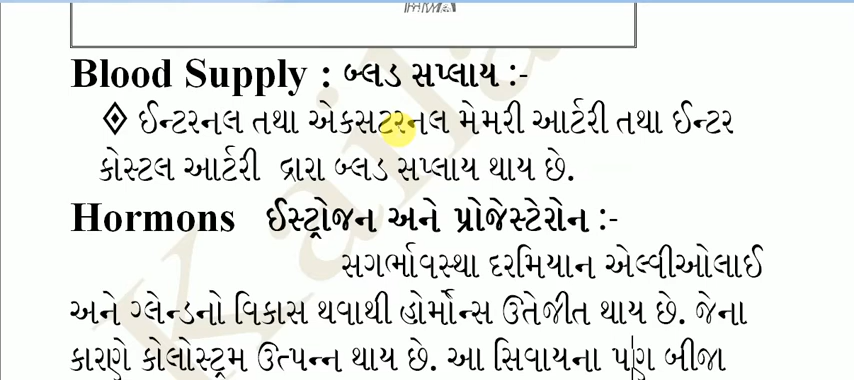 Blood Supply : બ્લડ સપ્લાય :-
ઈન્ટરનલ તથા એકસટરનલ મેમરી આર્ટરી તથા ઈન્ટર
કોસ્ટલ આર્ટરી દ્રારા બ્લડ સપ્લાય થાય છે.
Hormons ઈસ્ટ્રોજન અને પ્રોજેસ્ટેરોન :-
સગર્ભાવસ્થા દરમિયાન એલ્વીઓલાઈ
અને ગ્લેન્ડનો વિકાસ થવાથી હોર્મોન્સ ઉતેજીત થાય છે. જેના
કારણે કોલોસ્ટ્રમ ઉત્પન્ન થાય છે. આ સિવાયના પણ બીજા